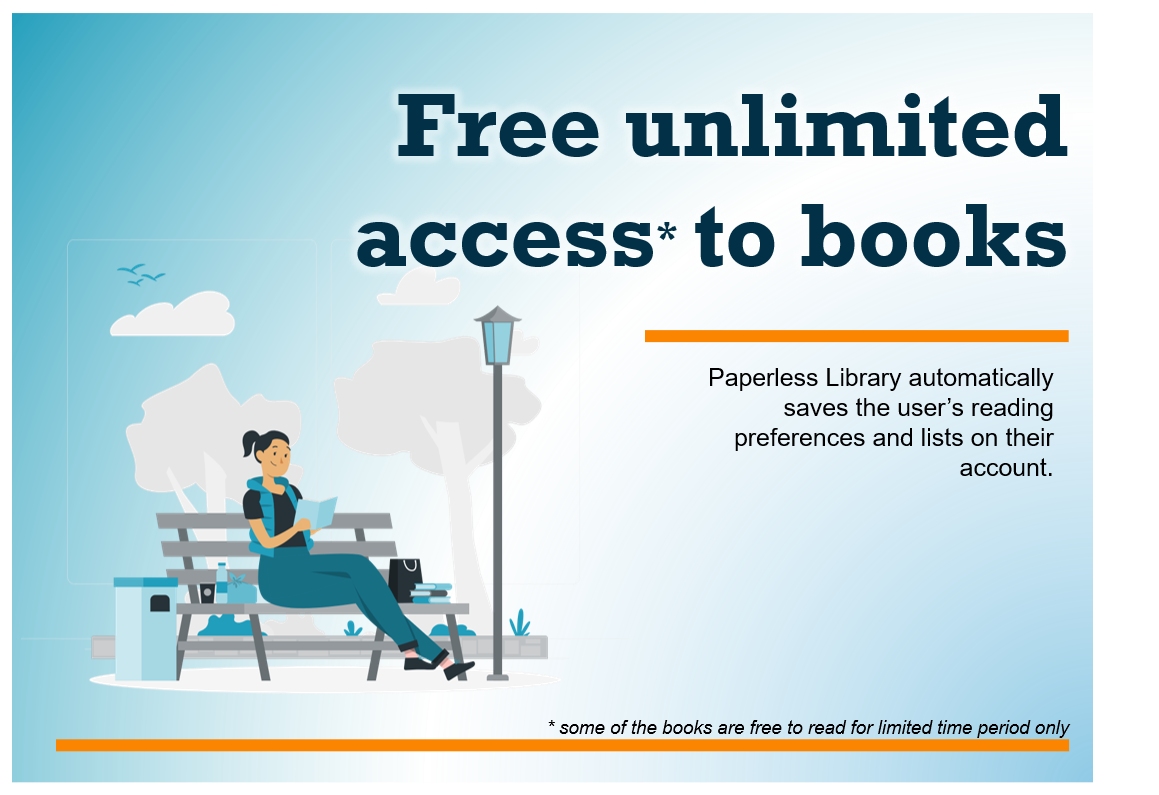 Free unlimited
access* to books
Paperless Library automatically
saves the user’s reading
preferences and lists on their
account.
* some of the books are free to read for limited time period only